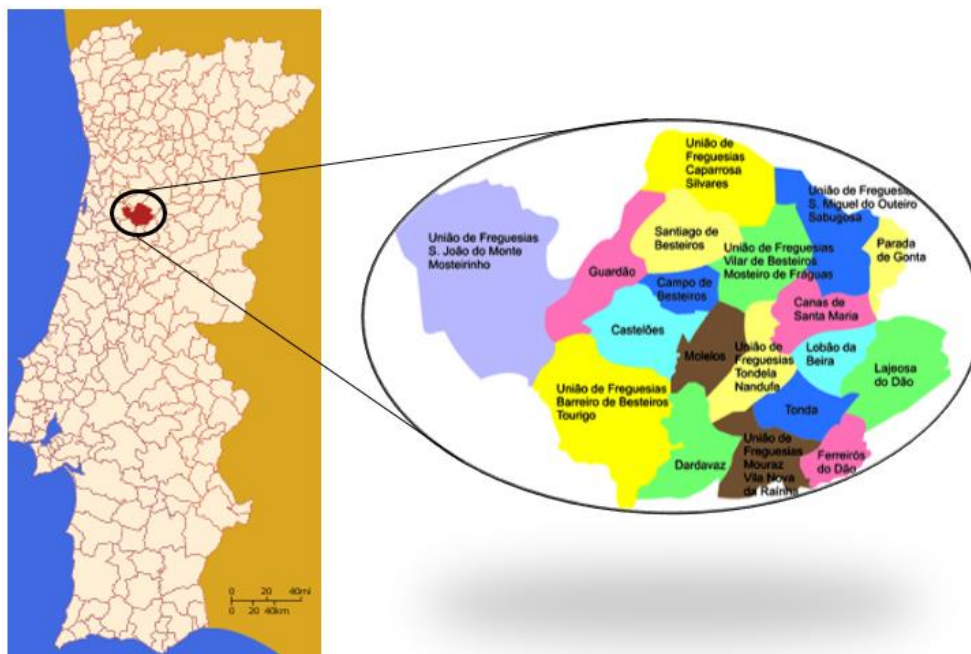 União de
Freguesias
Caparrosa
Silvares
União de Freguesia
S. Miguel do Outeiro
Sabugosa
União de Freguesias
S. João do Monte
Mosteirinho
Santiago de
Besteiros
União de Freguesias
Vilar de Besteiros
Mosteiro de Fráguas
Parada
de Gonta
Guardão
Campo de
Besteiros
Canas de
Santa Maria
Castelões
Molelos
União de
Freguesias
Tondela
Nandufa
Lobão da
Beira
Lajeosa
do Dão
União de Freguesias
Barreiro de Besteiros
Tourigo
Tonda
Dardavaz
União de
Freguesias
Mouraz
Vila Nova
da Raínha
Ferreirós
do Dão
0 20 40mi
0 20 40km